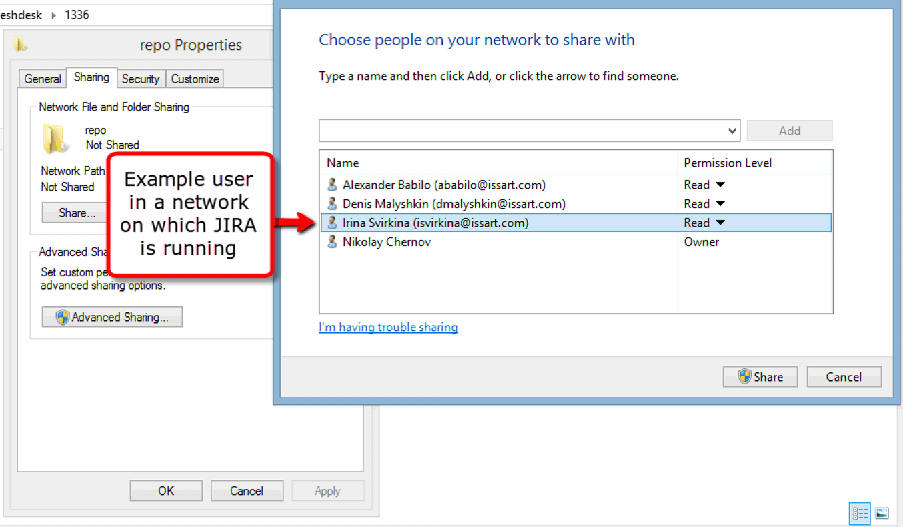 eshdesk ▸ 1336
repo Properties
General Sharing Security Customize
Network File and Folder Sharing
repo
Not Shared
Network Path
Not Shared
Share...
Advanced Sha
Set custom pe
advanced sharing options.
Advanced Sharing...
OK Cancel Apply
Example user
in a network
on which JIRA
is running
Choose people on your network to share with
Type a name and then click Add, or click the arrow to find someone.
Add
Name Permission Level
Alexander Babilo (ababilo@issart.com) Read
Denis Malyshkin (dmalyshkin@issart.com) Read
Irina Svirkina (isvirkina@issart.com) Read
Nikolay Chernov Owner
I'm having trouble sharing
Share Cancel